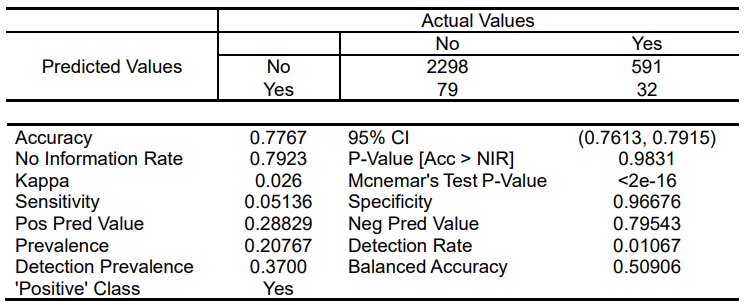 Actual Values
No Yes
Predicted Values No 2298 591
Yes 79 32
Accuracy 0.7767 95% CI (0.7613, 0.7915)
No Information Rate 0.7923 P-Value [Acc > NIR] 0.9831
Kappa 0.026 Mcnemar's Test P-Value <2e-16
Sensitivity 0.05136 Specificity 0.96676
Pos Pred Value 0.28829 Neg Pred Value 0.79543
Prevalence 0.20767 Detection Rate 0.01067
Detection Prevalence 0.3700 Balanced Accuracy 0.50906
'Positive' Class Yes